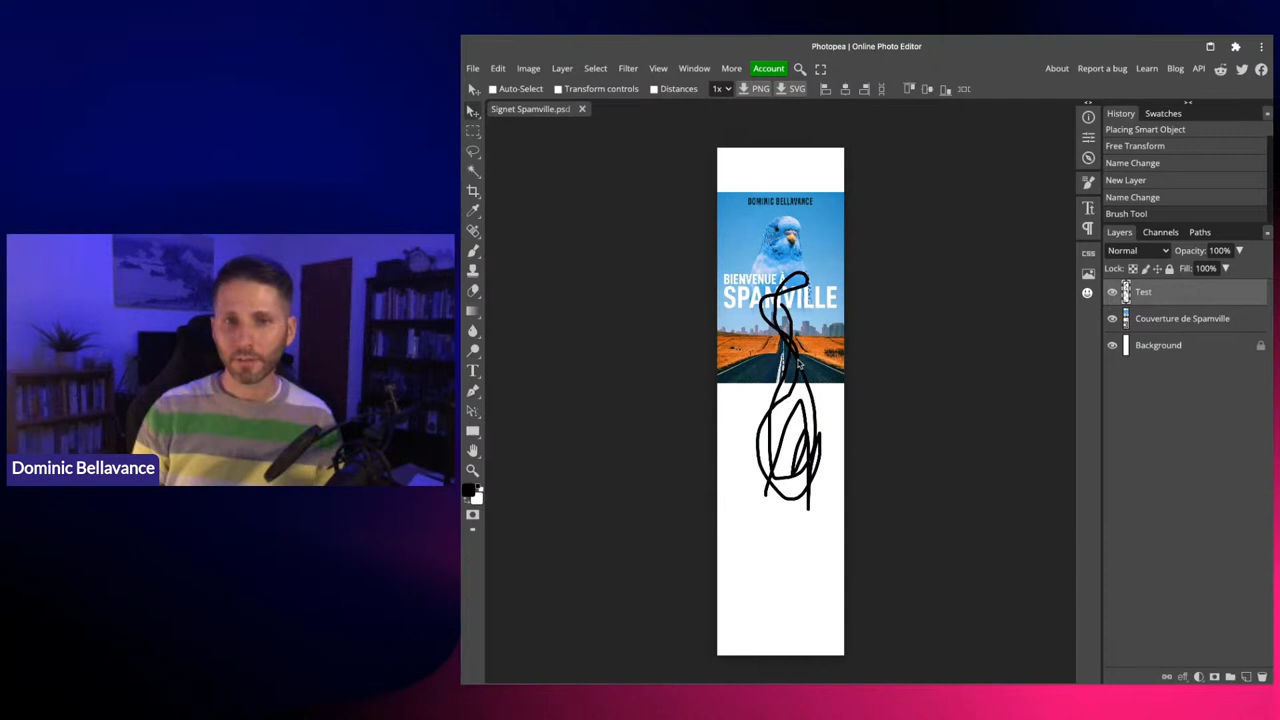 Photopea | Online Photo Editor
File Edit Image Layer Select Filter View Window More Account
About Report a bug Learn Blog API
Auto-Select Transform controls Distances 1x PNG SVG
Signet Spamville.psd
History Swatches
Placing Smart Object
Free Transform
Name Change
New Layer
Name Change
Brush Tool
Layers Channels Paths
Normal Opacity: 100%
Lock: Fill: 100%
CSS
Test
Couverture de Spamville
Background
eff
DOMINIC BELLAVANCE
BIENVENUE À
SPAMVILLE
Dominic Bellavance